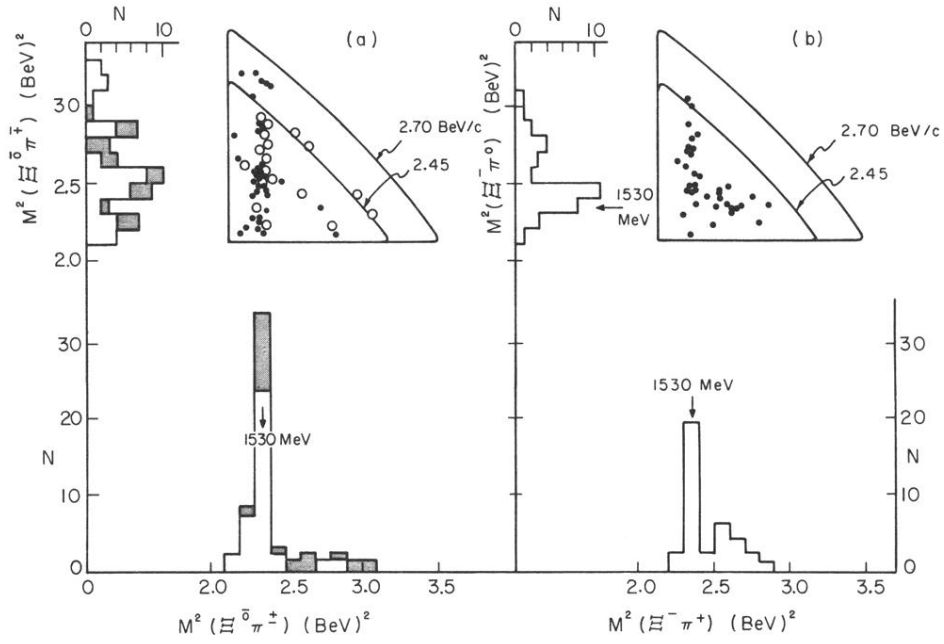 N
0 10
(a)
M² (Ξ⁰̄ π±̄) (BeV)²
3.0
2.5
2.0
2.70 BeV/c
2.45
30
20
10
0
N
1530 MeV
0 2.0 2.5 3.0 3.5
M² (Ξ⁰̄ π±) (BeV)²
N
0 10
(b)
M² (Ξ⁻ π⁰) (BeV)²
1530
MeV
2.70 BeV/c
2.45
30
20
10
0
N
1530 MeV
2.0 2.5 3.0 3.5
M² (Ξ⁻ π⁺) (BeV)²